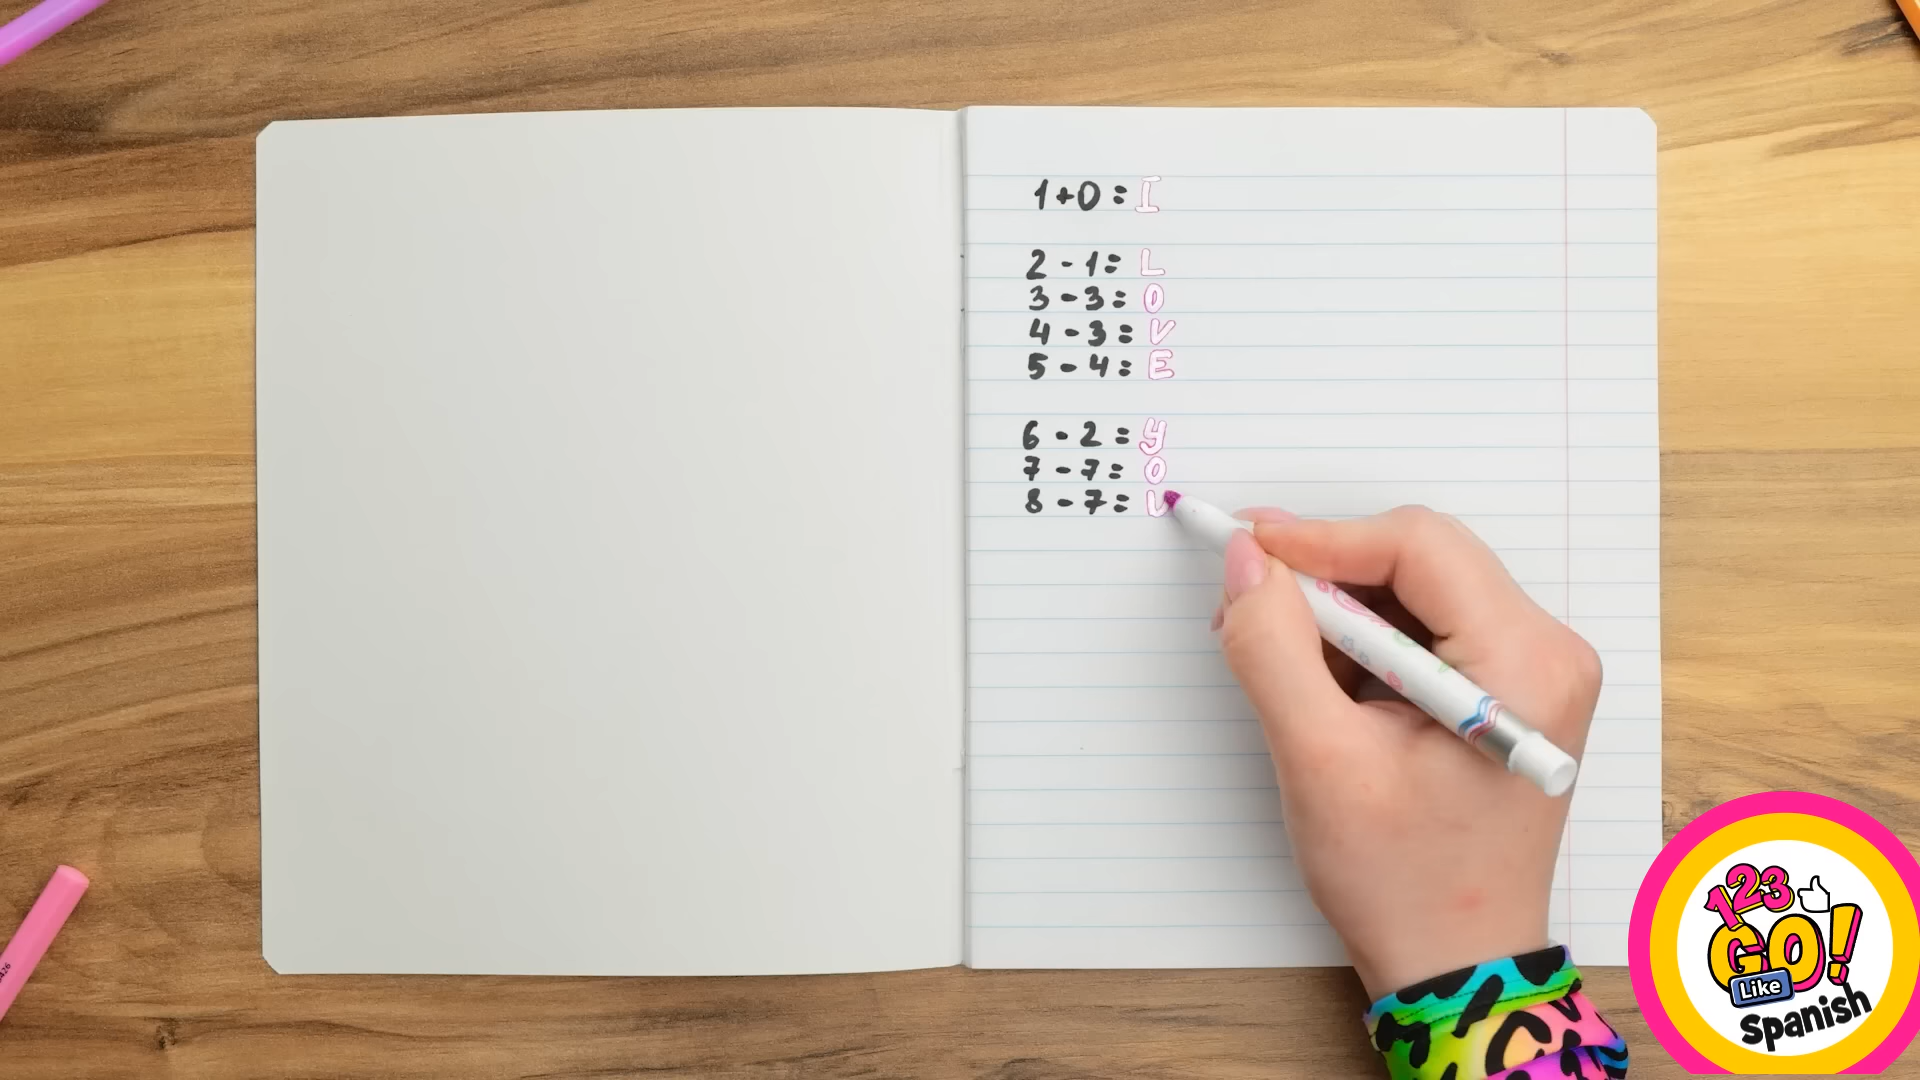 1+0=I
2-1=L
3-3=O
4-3=V
5-4=E
6-2=Y
7-7=O
8-7=U
123
GO!
Like
Spanish